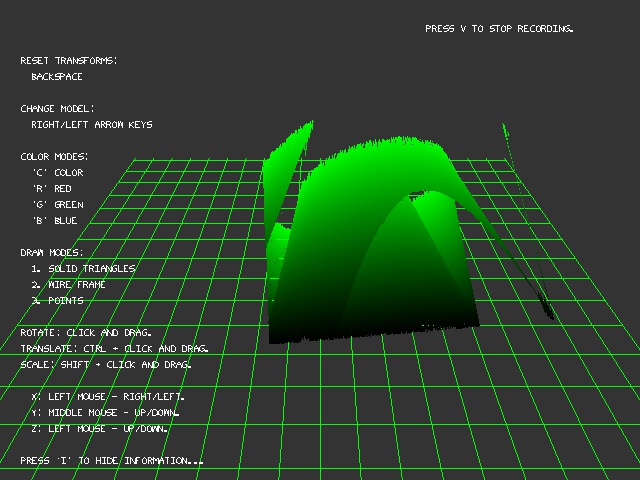 PRESS V TO STOP RECORDING.
RESET TRANSFORMS:
BACKSPACE
CHANGE MODEL:
RIGHT/LEFT ARROW KEYS
COLOR MODES:
'C' COLOR
'R' RED
'G' GREEN
'B' BLUE
DRAW MODES:
1. SOLID TRIANGLES
2. WIRE FRAME
3. POINTS
ROTATE: CLICK AND DRAG.
TRANSLATE: CTRL + CLICK AND DRAG.
SCALE: SHIFT + CLICK AND DRAG.
X: LEFT MOUSE - RIGHT/LEFT.
Y: MIDDLE MOUSE - UP/DOWN.
Z: LEFT MOUSE - UP/DOWN.
PRESS 'I' TO HIDE INFORMATION...